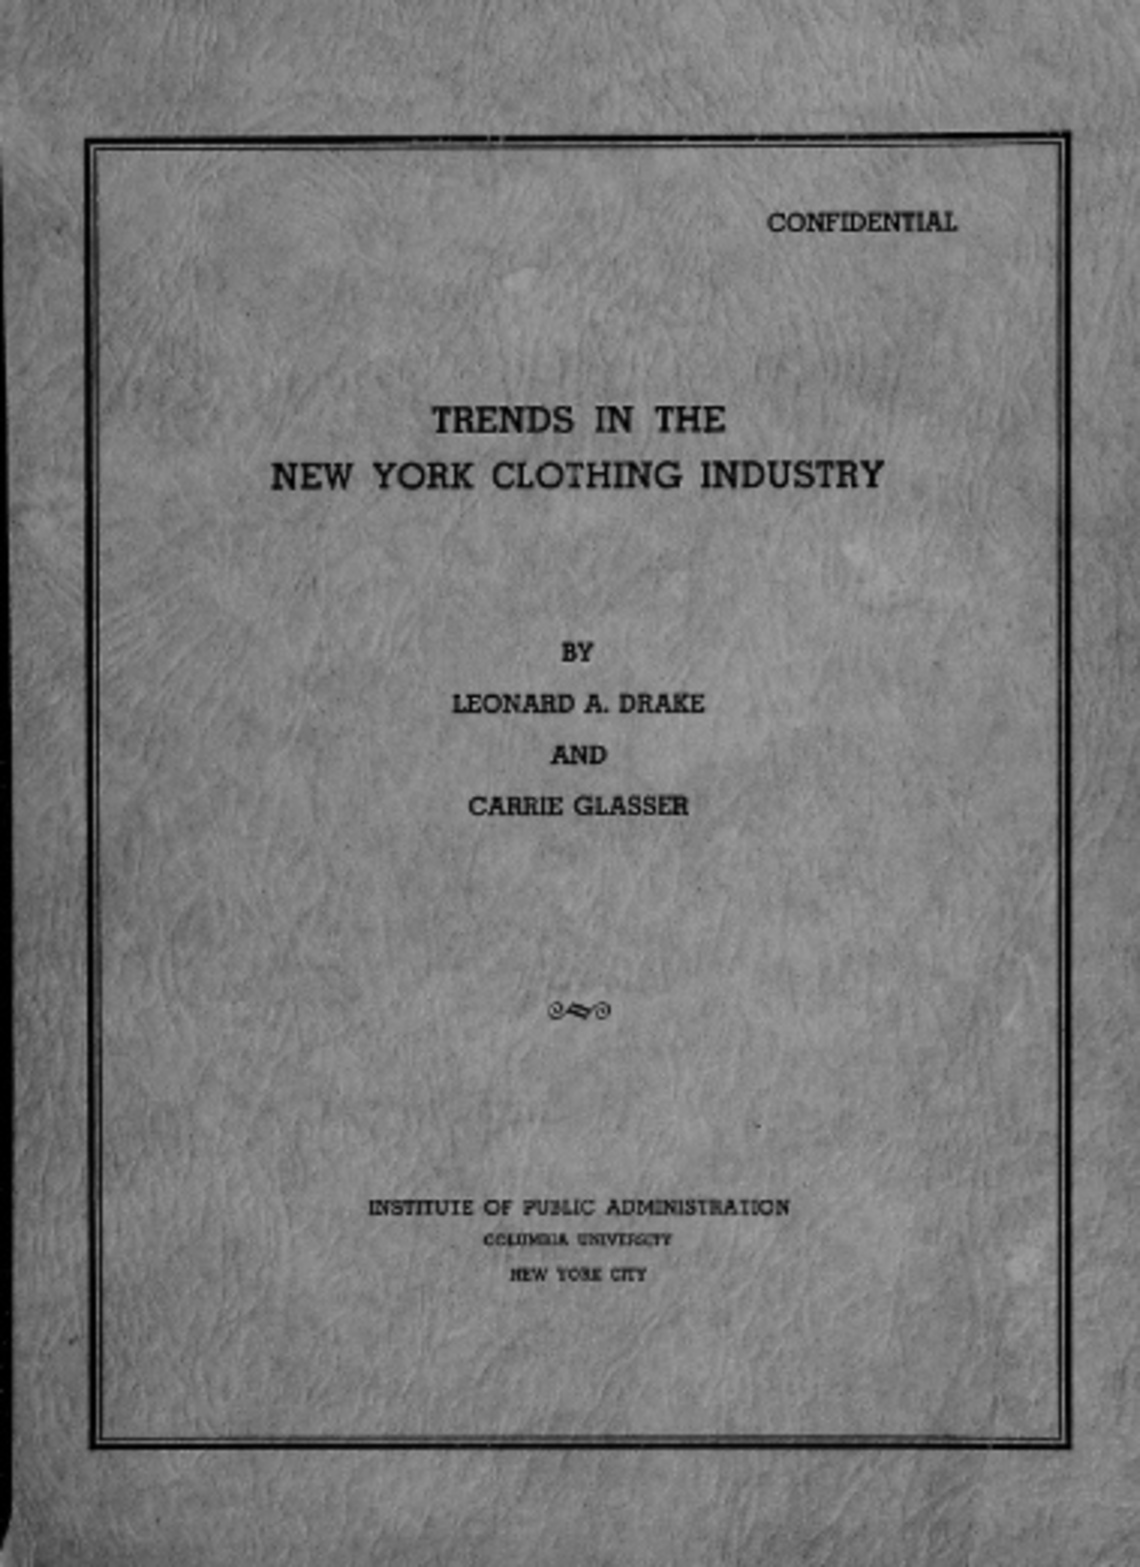 CONFIDENTIAL
TRENDS IN THE
NEW YORK CLOTHING INDUSTRY
BY
LEONARD A. DRAKE
AND
CARRIE GLASSER
INSTITUTE OF PUBLIC ADMINISTRATION
COLUMBIA UNIVERSITY
NEW YORK CITY